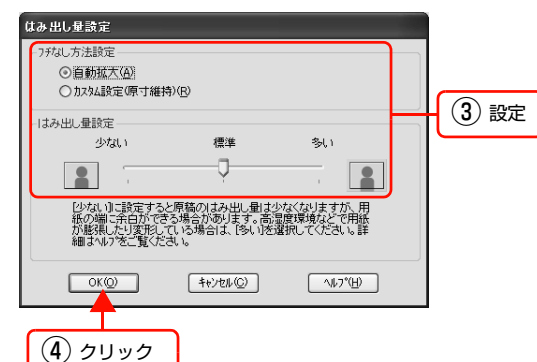 はみ出し量設定
フチなし方法設定
自動拡大(A)
カスタム設定(原寸維持)(R)
はみ出し量設定
少ない 標準 多い
[少ない]に設定すると原稿のはみ出し量は少なくなりますが、用
紙の端に余白ができる場合があります。高湿度環境などで用紙
が膨張したり変形している場合は、[多い]を選択してください。詳
細はヘルプをご覧ください。
OK(O) キャンセル(C) ヘルプ(H)
③ 設定
④ クリック